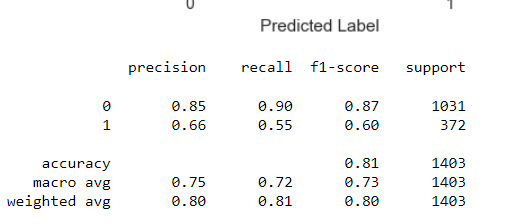 0 1
Predicted Label
precision recall f1-score support
0 0.85 0.90 0.87 1031
1 0.66 0.55 0.60 372
accuracy 0.81 1403
macro avg 0.75 0.72 0.73 1403
weighted avg 0.80 0.81 0.80 1403